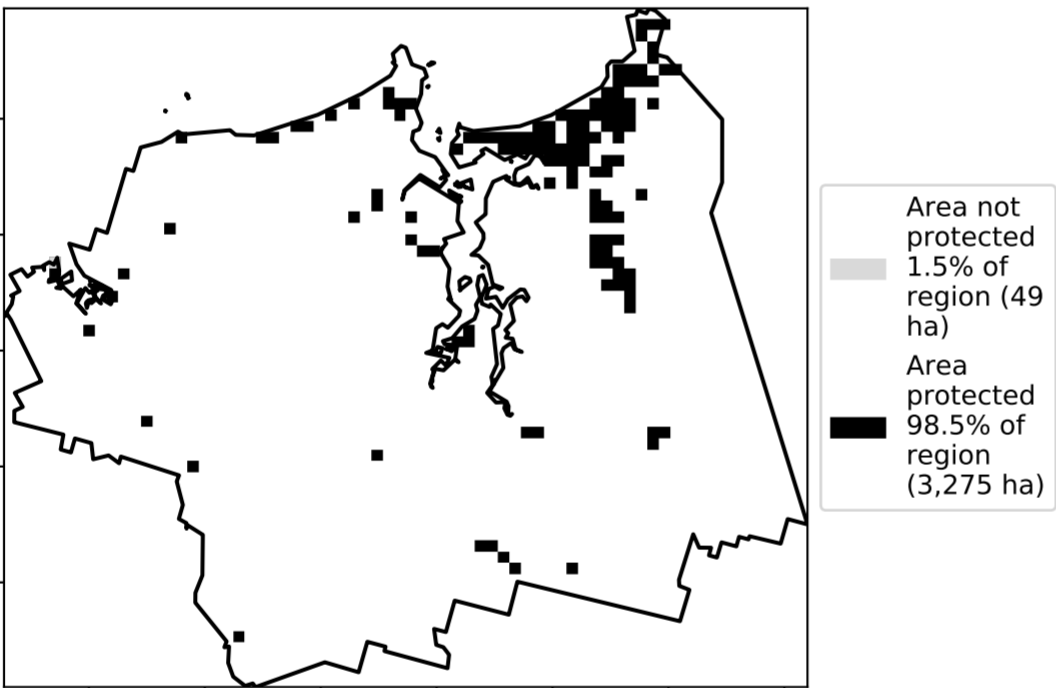 Area not
protected
1.5% of
region (49
ha)
Area
protected
98.5% of
region
(3,275 ha)